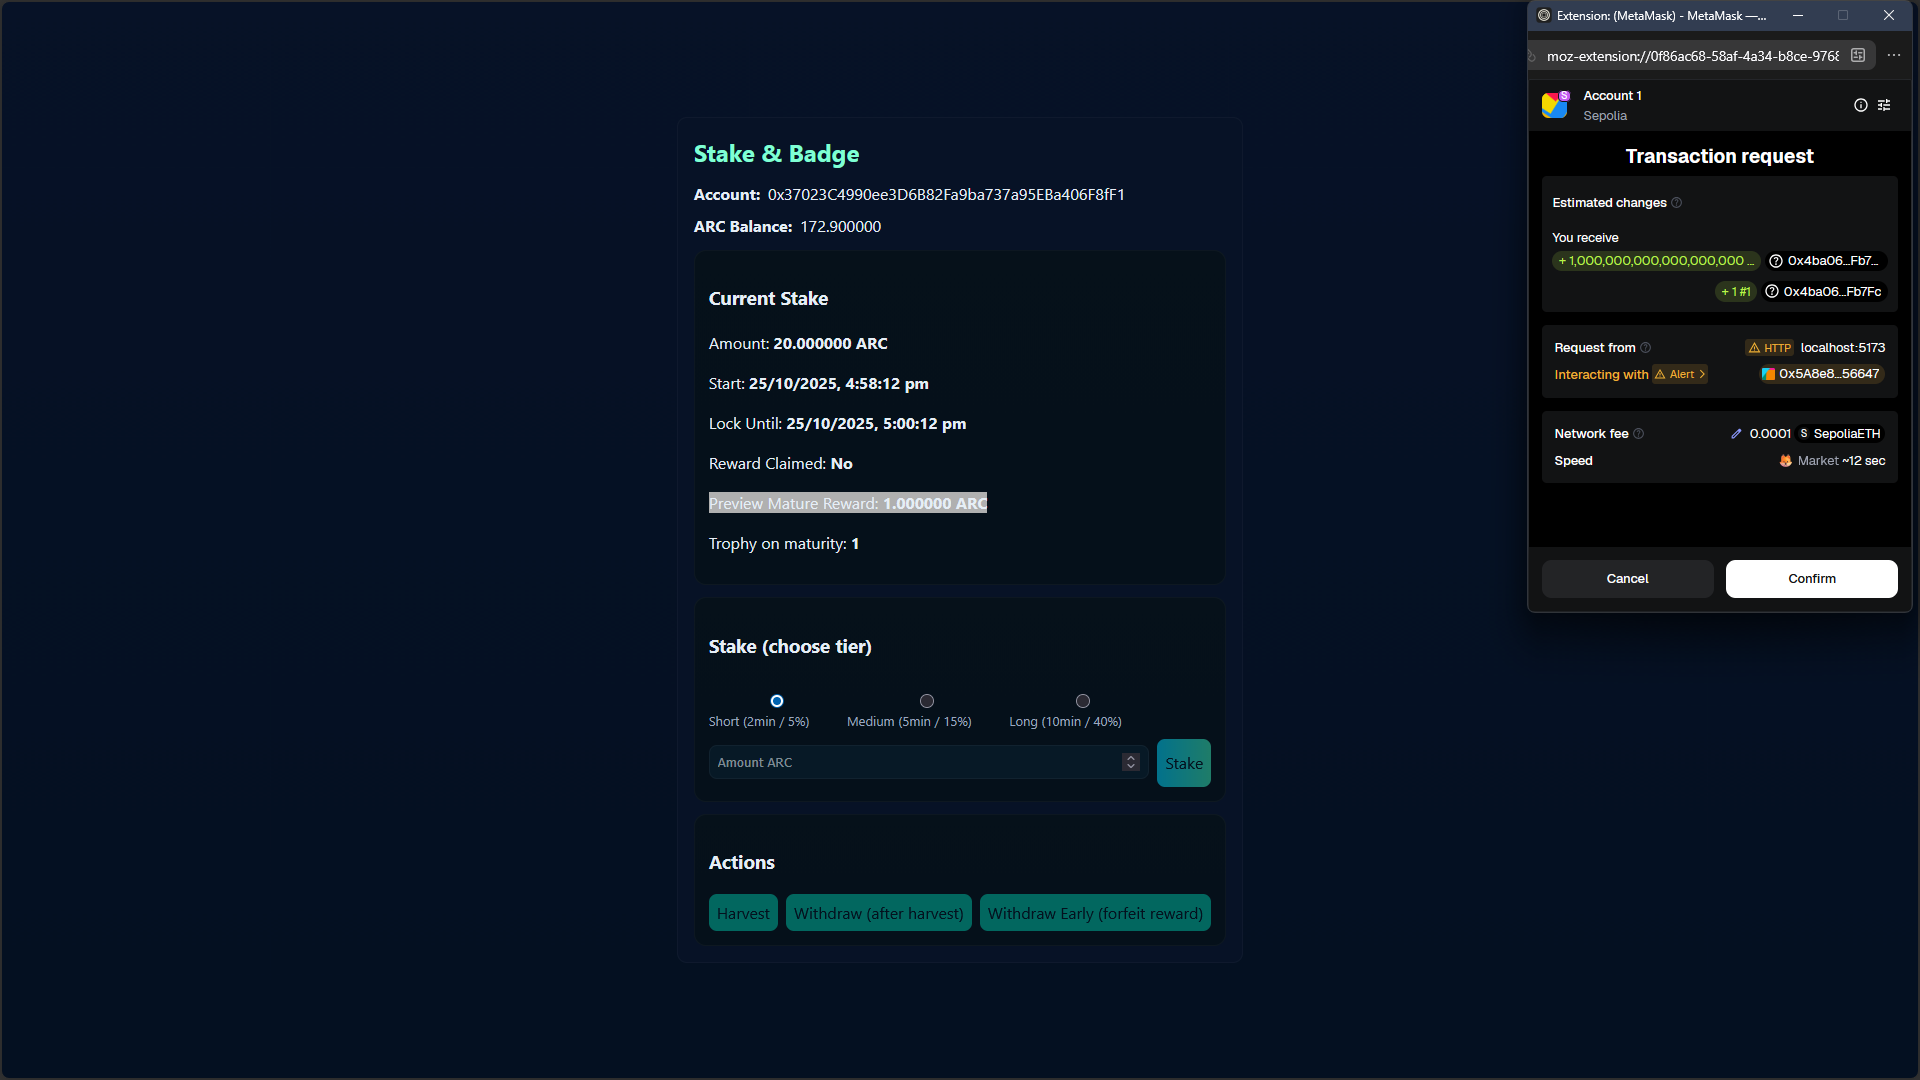 Stake & Badge
Account: 0x37023C4990ee3D6B82Fa9ba737a95EBa406F8fF1
ARC Balance: 172.900000
Current Stake
Amount: 20.000000 ARC
Start: 25/10/2025, 4:58:12 pm
Lock Until: 25/10/2025, 5:00:12 pm
Reward Claimed: No
Preview Mature Reward: 1.000000 ARC
Trophy on maturity: 1
Stake (choose tier)
Short (2min / 5%)
Medium (5min / 15%)
Long (10min / 40%)
Amount ARC
Stake
Actions
Harvest
Withdraw (after harvest)
Withdraw Early (forfeit reward)
Extension: (MetaMask) - MetaMask —...
moz-extension://0f86ac68-58af-4a34-b8ce-9768
S
Account 1
Sepolia
Transaction request
Estimated changes
You receive
+ 1,000,000,000,000,000,000 ...
0x4ba06...Fb7...
+ 1 #1
0x4ba06...Fb7Fc
Request from
HTTP
localhost:5173
Interacting with
Alert
0x5A8e8...56647
Network fee
0.0001
S
SepoliaETH
Speed
Market ~12 sec
Cancel
Confirm